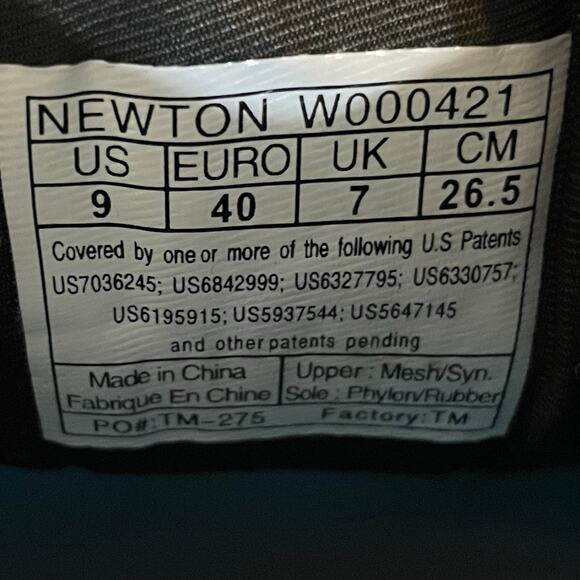 NEWTON W000421
US EURO UK CM
9 40 7 26.5
Covered by one or more of the following U.S Patents
US7036245; US6842999; US6327795; US6330757;
US6195915; US5937544; US5647145
and other patents pending
Made in China Upper : Mesh/Syn.
Fabrique En Chine Sole : Phylon/Rubber
PO#:TM-275 Factory:TM